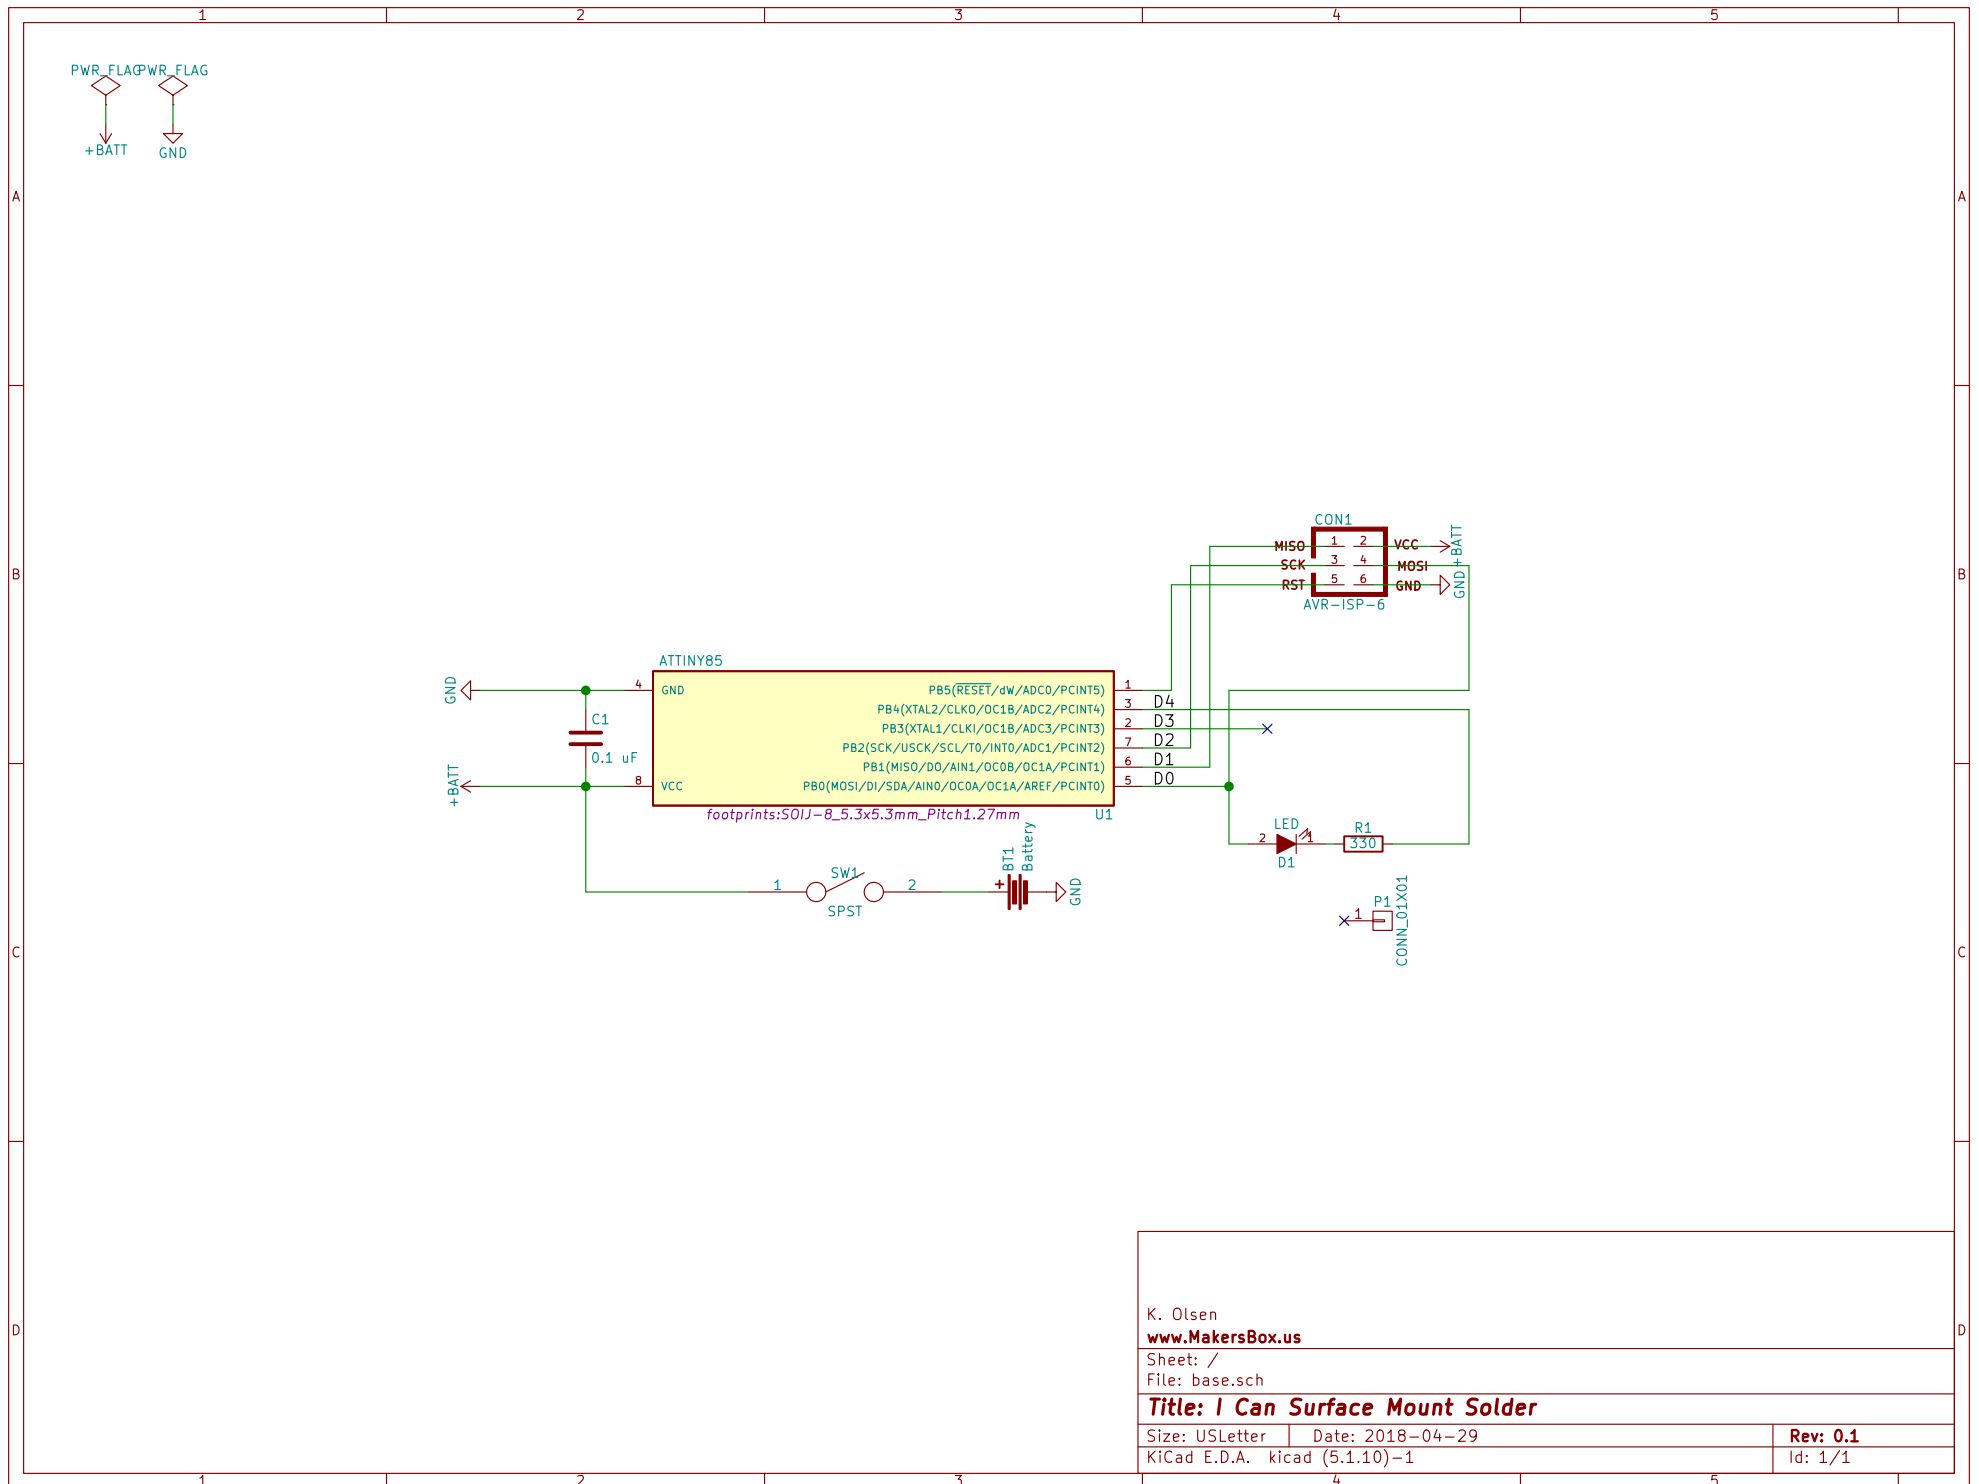 1 2 3 4 5
PWR_FLAG PWR_FLAG
+BATT GND
A A
B B
C C
D D
CON1
MISO 1 2 VCC +BATT
SCK 3 4 MOSI
RST 5 6 GND GND
AVR-ISP-6
ATTINY85
GND 4 GND PB5(RESET/dW/ADC0/PCINT5) 1
PB4(XTAL2/CLKO/OC1B/ADC2/PCINT4) 3 D4
C1 PB3(XTAL1/CLKI/OC1B/ADC3/PCINT3) 2 D3
PB2(SCK/USCK/SCL/T0/INT0/ADC1/PCINT2) 7 D2
0.1 uF PB1(MISO/DO/AIN1/OC0B/OC1A/PCINT1) 6 D1
+BATT 8 VCC PB0(MOSI/DI/SDA/AIN0/OC0A/OC1A/AREF/PCINT0) 5 D0
footprints:SOIJ-8_5.3x5.3mm_Pitch1.27mm U1
LED R1
2 1 330
D1
SW1 BT1 Battery
1 2 + GND
SPST
P1
1 CONN_01X01
K. Olsen
www.MakersBox.us
Sheet: /
File: base.sch
Title: I Can Surface Mount Solder
Size: USLetter Date: 2018-04-29 Rev: 0.1
KiCad E.D.A. kicad (5.1.10)-1 Id: 1/1
1 2 3 4 5